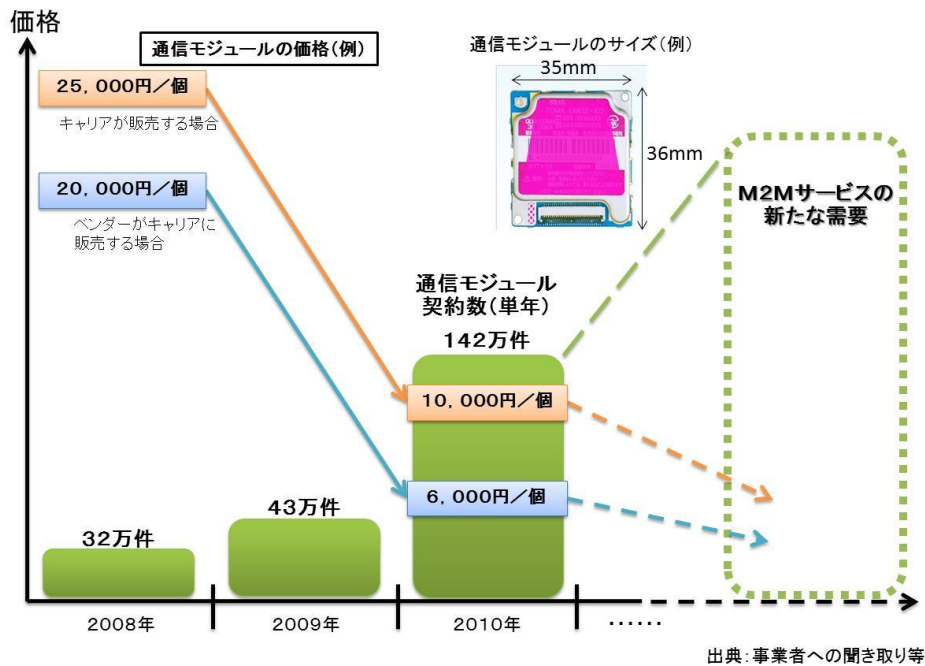 価格
通信モジュールの価格(例)
通信モジュールのサイズ(例)
35mm
36mm
25，000円／個
キャリアが販売する場合
20，000円／個
ベンダーがキャリアに
販売する場合
M2Mサービスの
新たな需要
通信モジュール
契約数(単年)
142万件
10，000円／個
6，000円／個
43万件
32万件
2008年
2009年
2010年
……
出典：事業者への聞き取り等